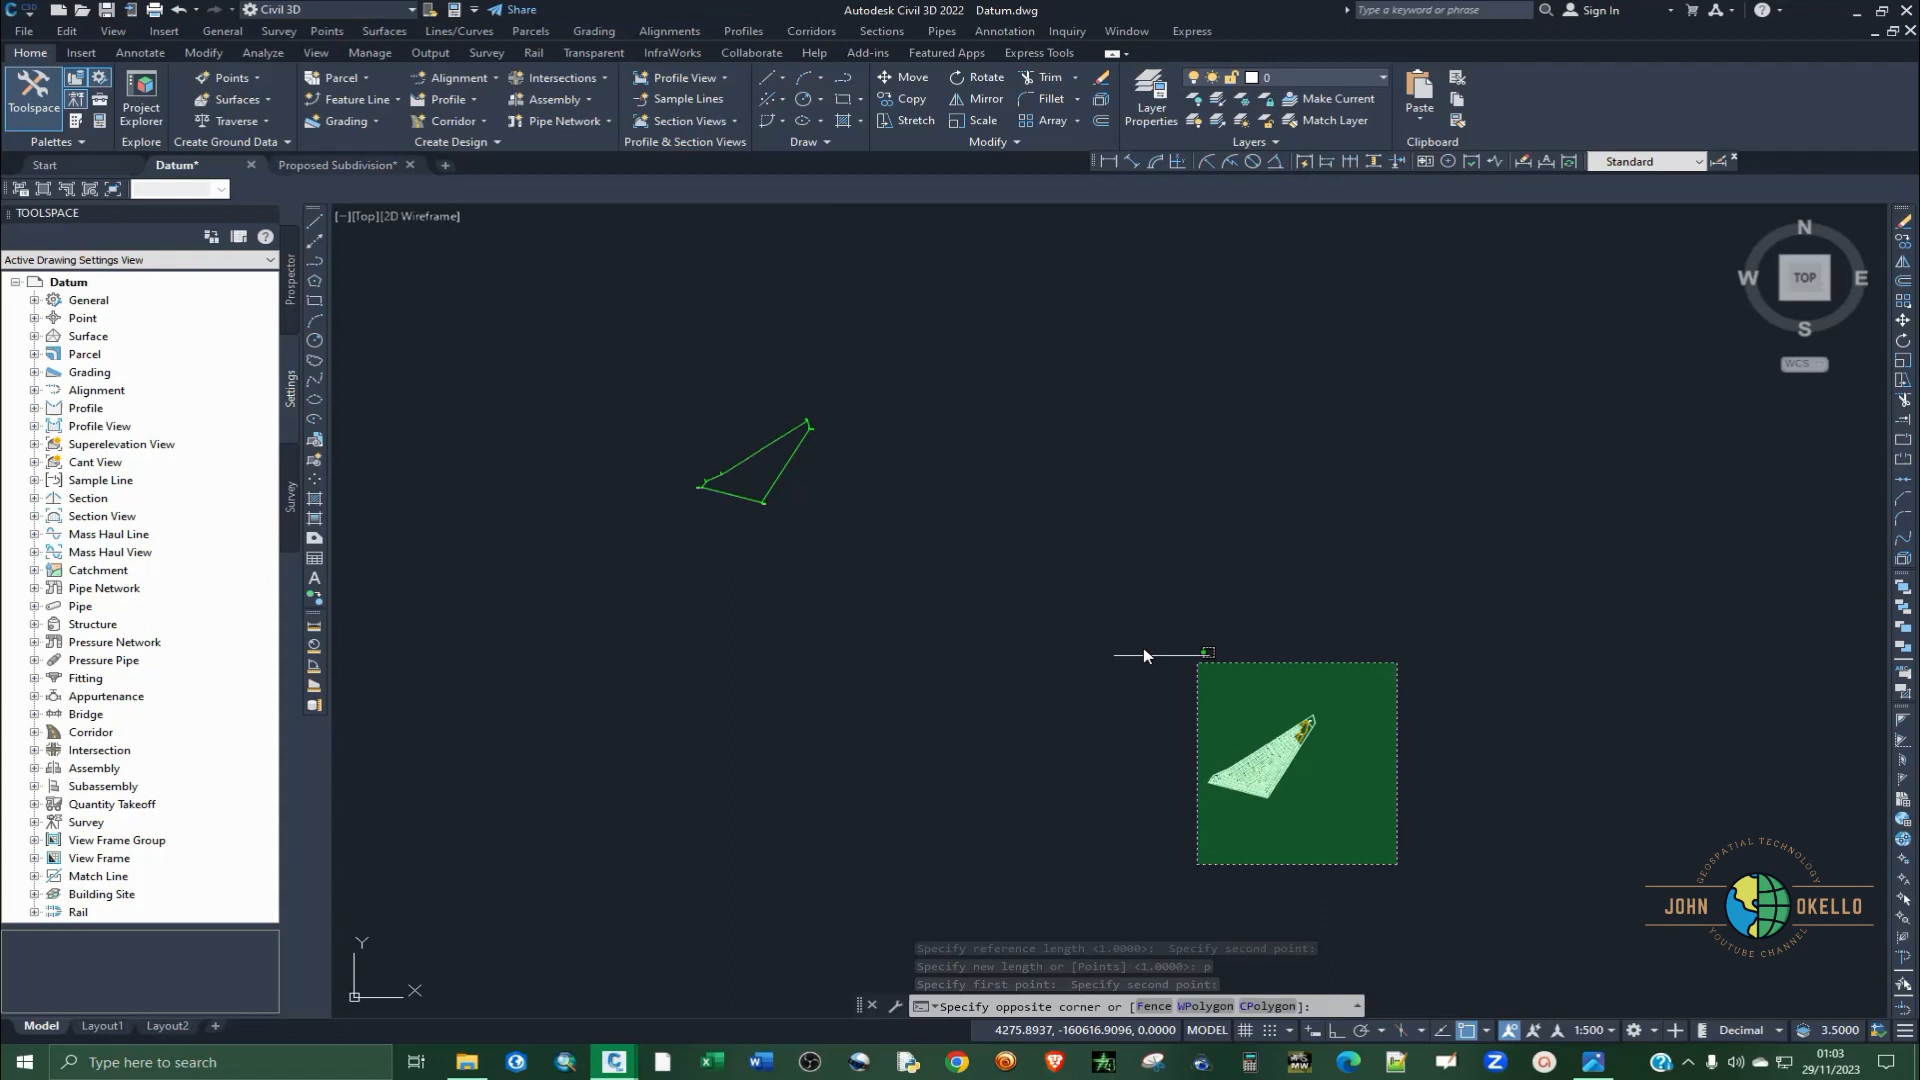 Civil 3D
Share
Autodesk Civil 3D 2022 Datum.dwg
Type a keyword or phrase
Sign In
File Edit View Insert General Survey Points Surfaces Lines/Curves Parcels Grading Alignments Profiles Corridors Sections Pipes Annotation Inquiry Window Express
Home Insert Annotate Modify Analyze View Manage Output Survey Rail Transparent InfraWorks Collaborate Help Add-ins Featured Apps Express Tools
Points Parcel Alignment Intersections Profile View Move Rotate Trim 0
Toolspace Project Explorer Surfaces Feature Line Profile Assembly Sample Lines Copy Mirror Fillet Layer Properties Make Current Paste
Traverse Grading Corridor Pipe Network Section Views Stretch Scale Array Match Layer
Palettes Explore Create Ground Data Create Design Profile & Section Views Draw Modify Layers Clipboard
Start Datum* Proposed Subdivision*
Standard
TOOLSPACE
[−][Top][2D Wireframe]
N
W TOP E
S
WCS
Active Drawing Settings View
Prospector
Settings
Survey
Datum
General
Point
Surface
Parcel
Grading
Alignment
Profile
Profile View
Superelevation View
Cant View
Sample Line
Section
Section View
Mass Haul Line
Mass Haul View
Catchment
Pipe Network
Pipe
Structure
Pressure Network
Pressure Pipe
Fitting
Appurtenance
Bridge
Corridor
Intersection
Assembly
Subassembly
Quantity Takeoff
Survey
View Frame Group
View Frame
Match Line
Building Site
Rail
GEOSPATIAL TECHNOLOGY
JOHN OKELLO
YOUTUBE CHANNEL
Y
X
Specify reference length <1.0000>: Specify second point:
Specify new length or [Points] <1.0000>: p
Specify first point: Specify second point:
Specify opposite corner or [Fence WPolygon CPolygon]:
Model Layout1 Layout2
4275.8937, -160616.9096, 0.0000 MODEL 1:500 Decimal 3.5000
Type here to search
01:03
29/11/2023